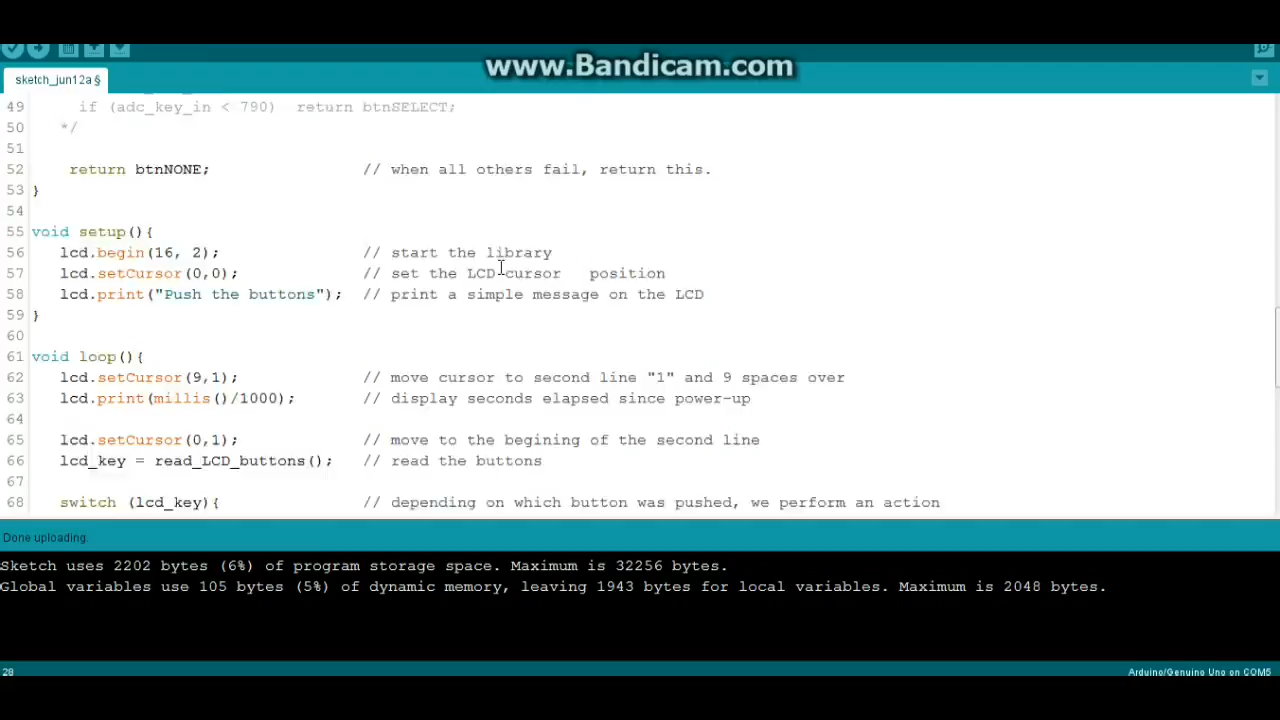 www.Bandicam.com
sketch_jun12a §
49 if (adc_key_in < 790)  return btnSELECT;
50 */
51
52 return btnNONE; // when all others fail, return this.
53 }
54
55 void setup(){
56 lcd.begin(16, 2); // start the library
57 lcd.setCursor(0,0); // set the LCD cursor   position
58 lcd.print("Push the buttons"); // print a simple message on the LCD
59 }
60
61 void loop(){
62 lcd.setCursor(9,1); // move cursor to second line "1" and 9 spaces over
63 lcd.print(millis()/1000); // display seconds elapsed since power-up
64
65 lcd.setCursor(0,1); // move to the begining of the second line
66 lcd_key = read_LCD_buttons(); // read the buttons
67
68 switch (lcd_key){ // depending on which button was pushed, we perform an action
Done uploading.
Sketch uses 2202 bytes (6%) of program storage space. Maximum is 32256 bytes.
Global variables use 105 bytes (5%) of dynamic memory, leaving 1943 bytes for local variables. Maximum is 2048 bytes.
28 Arduino/Genuino Uno on COM5